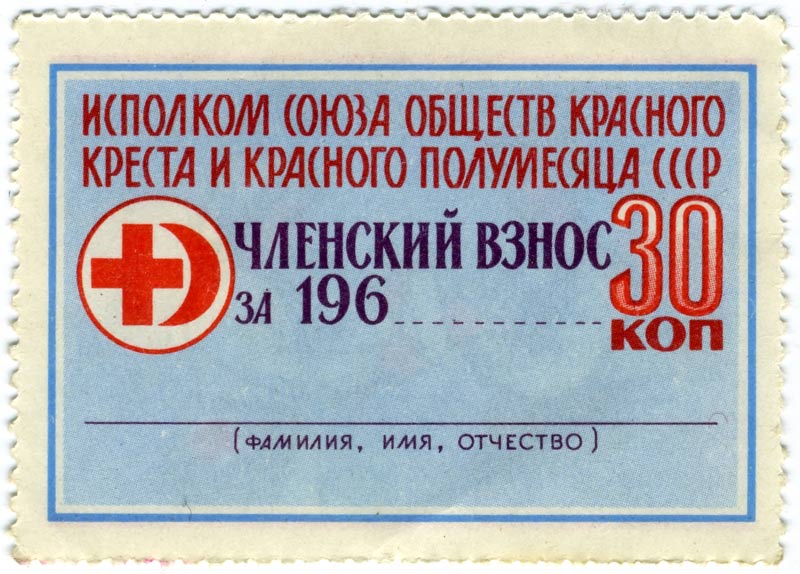 ИСПОЛКОМ СОЮЗА ОБЩЕСТВ КРАСНОГО
КРЕСТА И КРАСНОГО ПОЛУМЕСЯЦА СССР
ЧЛЕНСКИЙ ВЗНОС
ЗА 196
30
КОП
(ФАМИЛИЯ, ИМЯ, ОТЧЕСТВО)